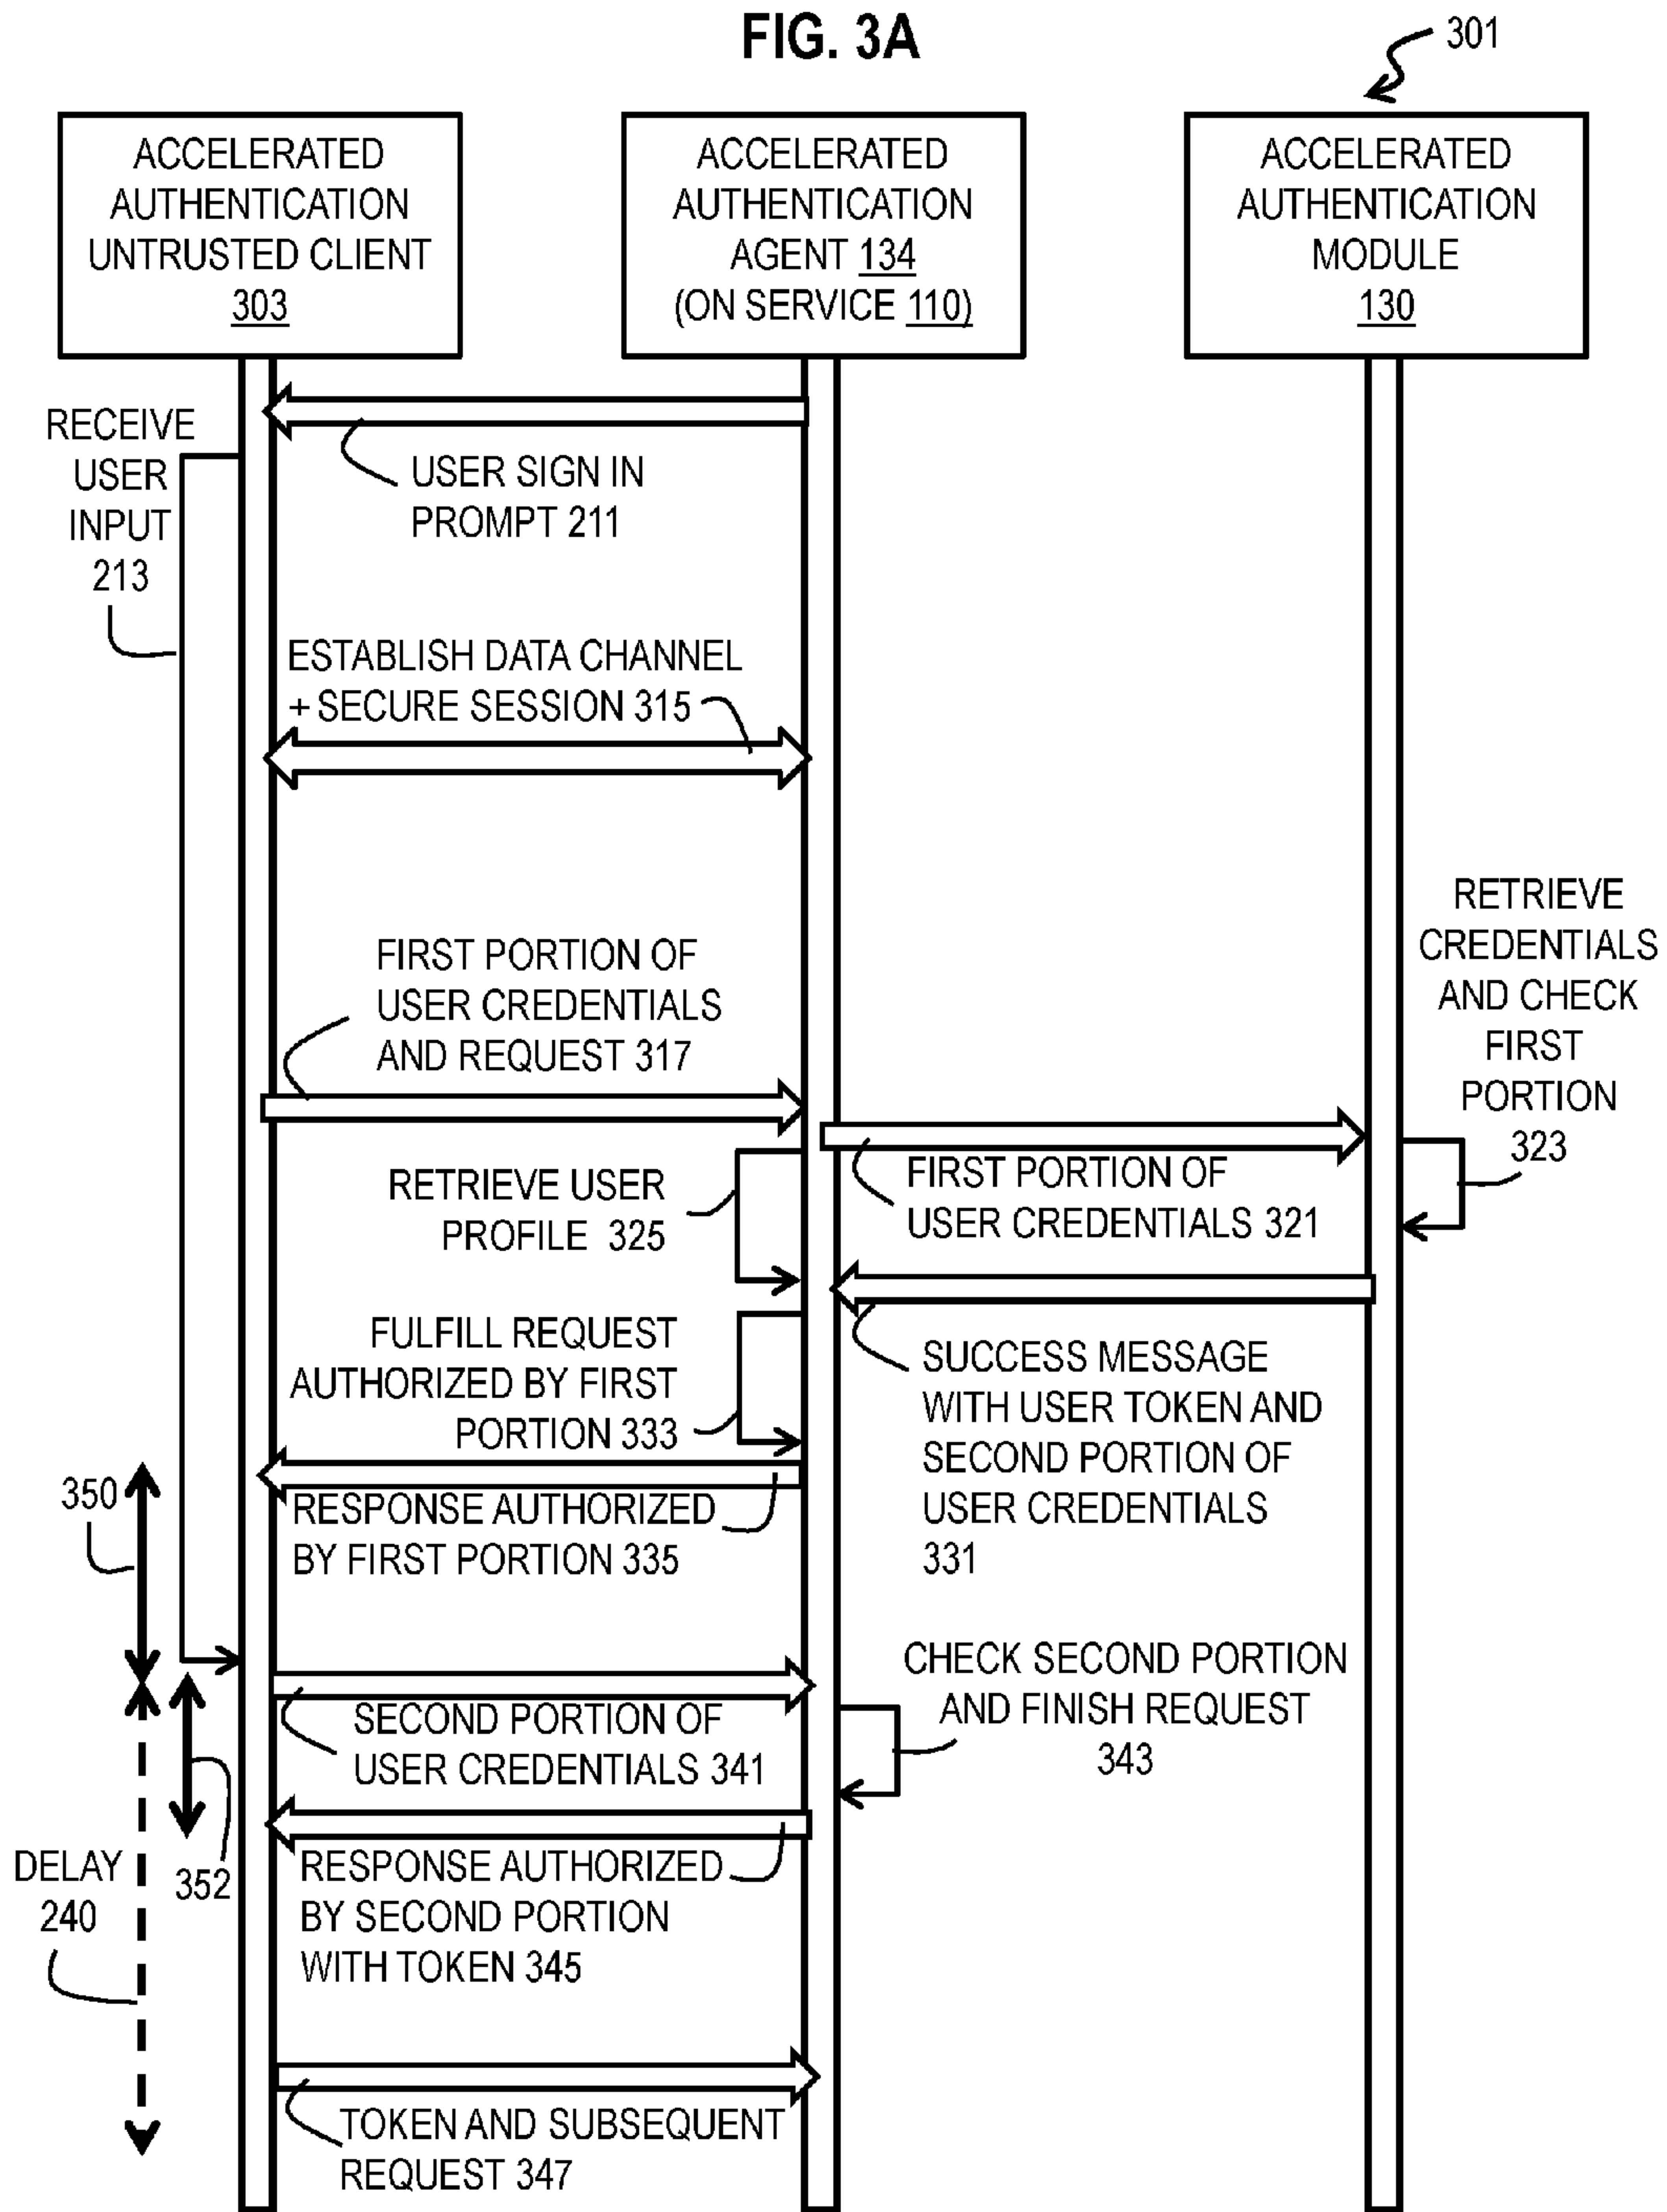 FIG. 3A
301
ACCELERATED
AUTHENTICATION
UNTRUSTED CLIENT
303
ACCELERATED
AUTHENTICATION
AGENT 134
(ON SERVICE 110)
ACCELERATED
AUTHENTICATION
MODULE
130
RECEIVE
USER
INPUT
213
USER SIGN IN
PROMPT 211
ESTABLISH DATA CHANNEL
+ SECURE SESSION 315
FIRST PORTION OF
USER CREDENTIALS
AND REQUEST 317
RETRIEVE
CREDENTIALS
AND CHECK
FIRST
PORTION
323
FIRST PORTION OF
USER CREDENTIALS 321
RETRIEVE USER
PROFILE 325
FULFILL REQUEST
AUTHORIZED BY FIRST
PORTION 333
SUCCESS MESSAGE
WITH USER TOKEN AND
SECOND PORTION OF
USER CREDENTIALS
331
350
RESPONSE AUTHORIZED
BY FIRST PORTION 335
CHECK SECOND PORTION
AND FINISH REQUEST
343
SECOND PORTION OF
USER CREDENTIALS 341
DELAY
240
352
RESPONSE AUTHORIZED
BY SECOND PORTION
WITH TOKEN 345
TOKEN AND SUBSEQUENT
REQUEST 347